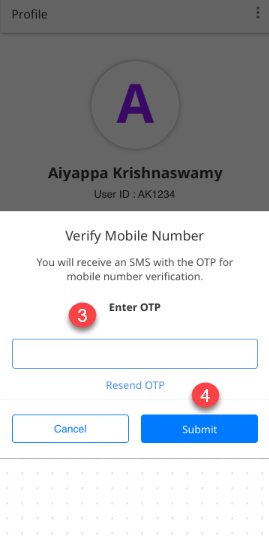 Profile
A
Aiyappa Krishnaswamy
User ID : AK1234
Verify Mobile Number
You will receive an SMS with the OTP for
mobile number verification.
Enter OTP
3
Resend OTP
4
Cancel
Submit